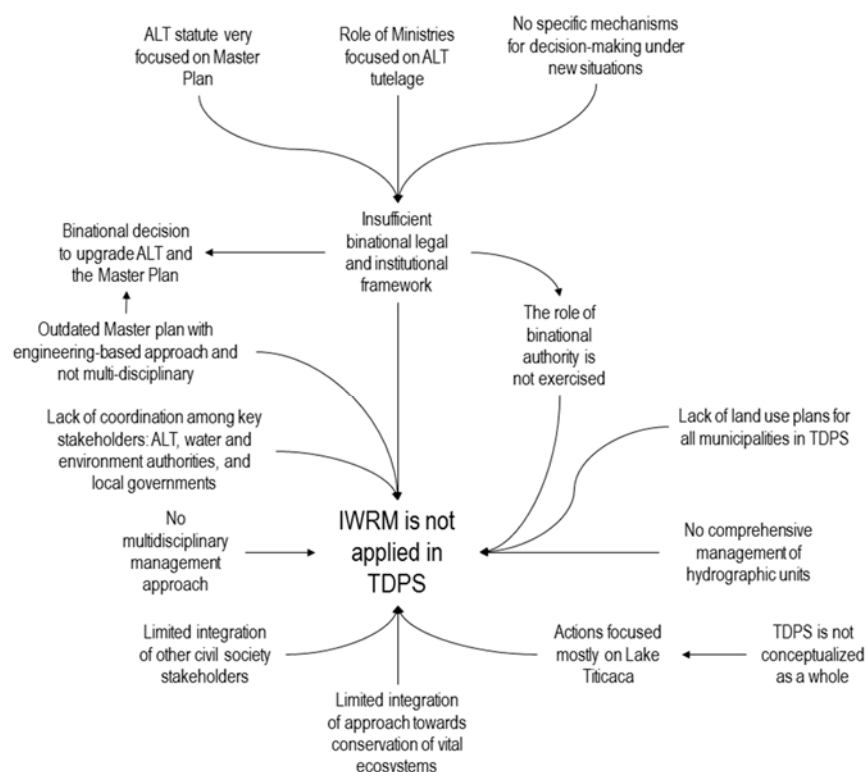 ALT statute very
focused on Master
Plan
Role of Ministries
focused on ALT
tutelage
No specific mechanisms
for decision-making under
new situations
Binational decision
to upgrade ALT and
the Master Plan
Insufficient
binational legal
and institutional
framework
The role of
binational
authority is
not exercised
Outdated Master plan with
engineering-based approach and
not multi-disciplinary
Lack of coordination among key
stakeholders: ALT, water and
environment authorities, and
local governments
Lack of land use plans for
all municipalities in TDPS
No
multidisciplinary
management
approach
IWRM is not
applied in
TDPS
No comprehensive
management of
hydrographic units
Limited integration
of other civil society
stakeholders
Limited integration
of approach towards
conservation of vital
ecosystems
Actions focused
mostly on Lake
Titicaca
TDPS is not
conceptualized
as a whole